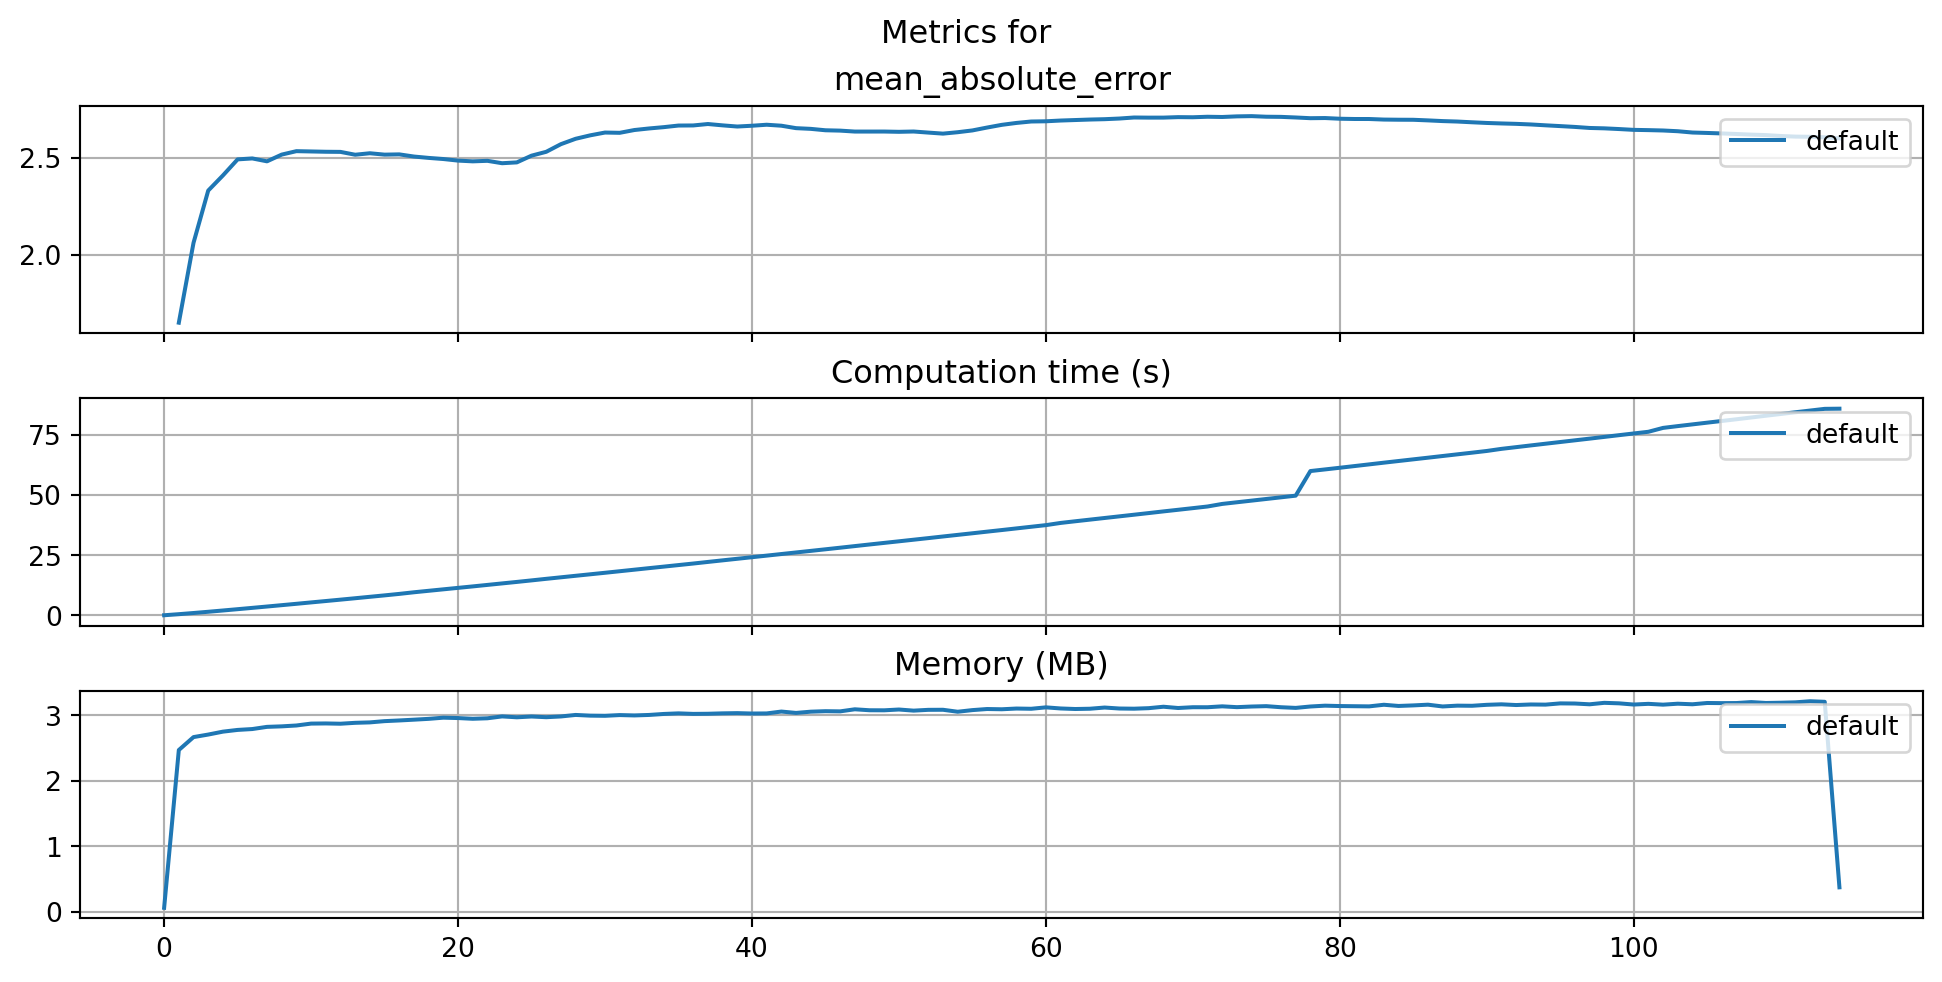 Metrics for
mean_absolute_error
2.5
2.0
default
Computation time (s)
75
50
25
0
default
Memory (MB)
3
2
1
0
default
0 20 40 60 80 100